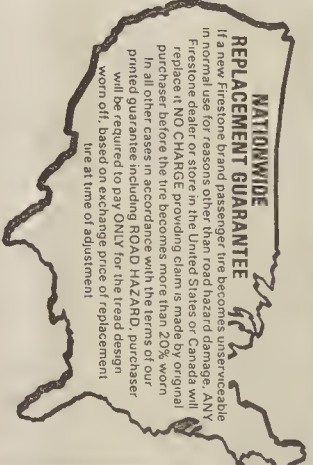 NATIONWIDE
REPLACEMENT GUARANTEE
If a new Firestone brand passenger tire becomes unserviceable
in normal use for reasons other than road hazard damage, ANY
Firestone dealer or store in the United States or Canada will
replace it NO CHARGE providing claim is made by original
purchaser before the tire becomes more than 20% worn
In all other cases in accordance with the terms of our
printed guarantee including ROAD HAZARD, purchaser
will be required to pay ONLY for the tread design
worn off, based on exchange price of replacement
tire at time of adjustment